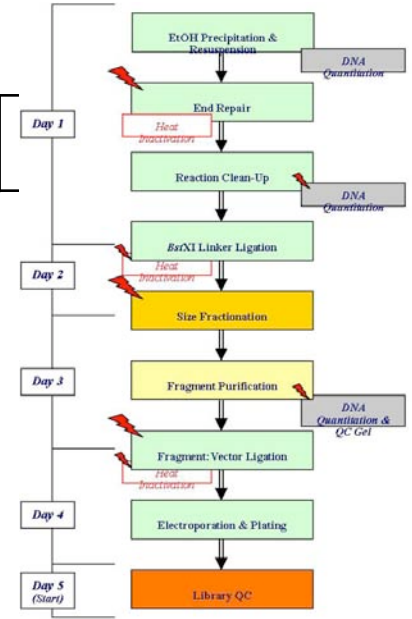 EtOH Precipitation &
Resuspension
DNA
Quantitation
End Repair
Heat
Inactivation
Day 1
Reaction Clean-Up
DNA
Quantitation
BstXI Linker Ligation
Heat
Inactivation
Day 2
Size Fractionation
Day 3
Fragment Purification
DNA
Quantitation &
QC Gel
Fragment: Vector Ligation
Heat
Inactivation
Day 4
Electroporation & Plating
Day 5
(Start)
Library QC